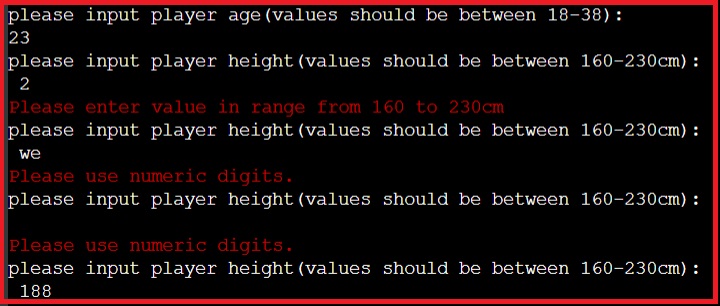 please input player age(values should be between 18-38):
23
please input player height(values should be between 160-230cm):
2
Please enter value in range from 160 to 230cm
please input player height(values should be between 160-230cm):
we
Please use numeric digits.
please input player height(values should be between 160-230cm):
Please use numeric digits.
please input player height(values should be between 160-230cm):
188